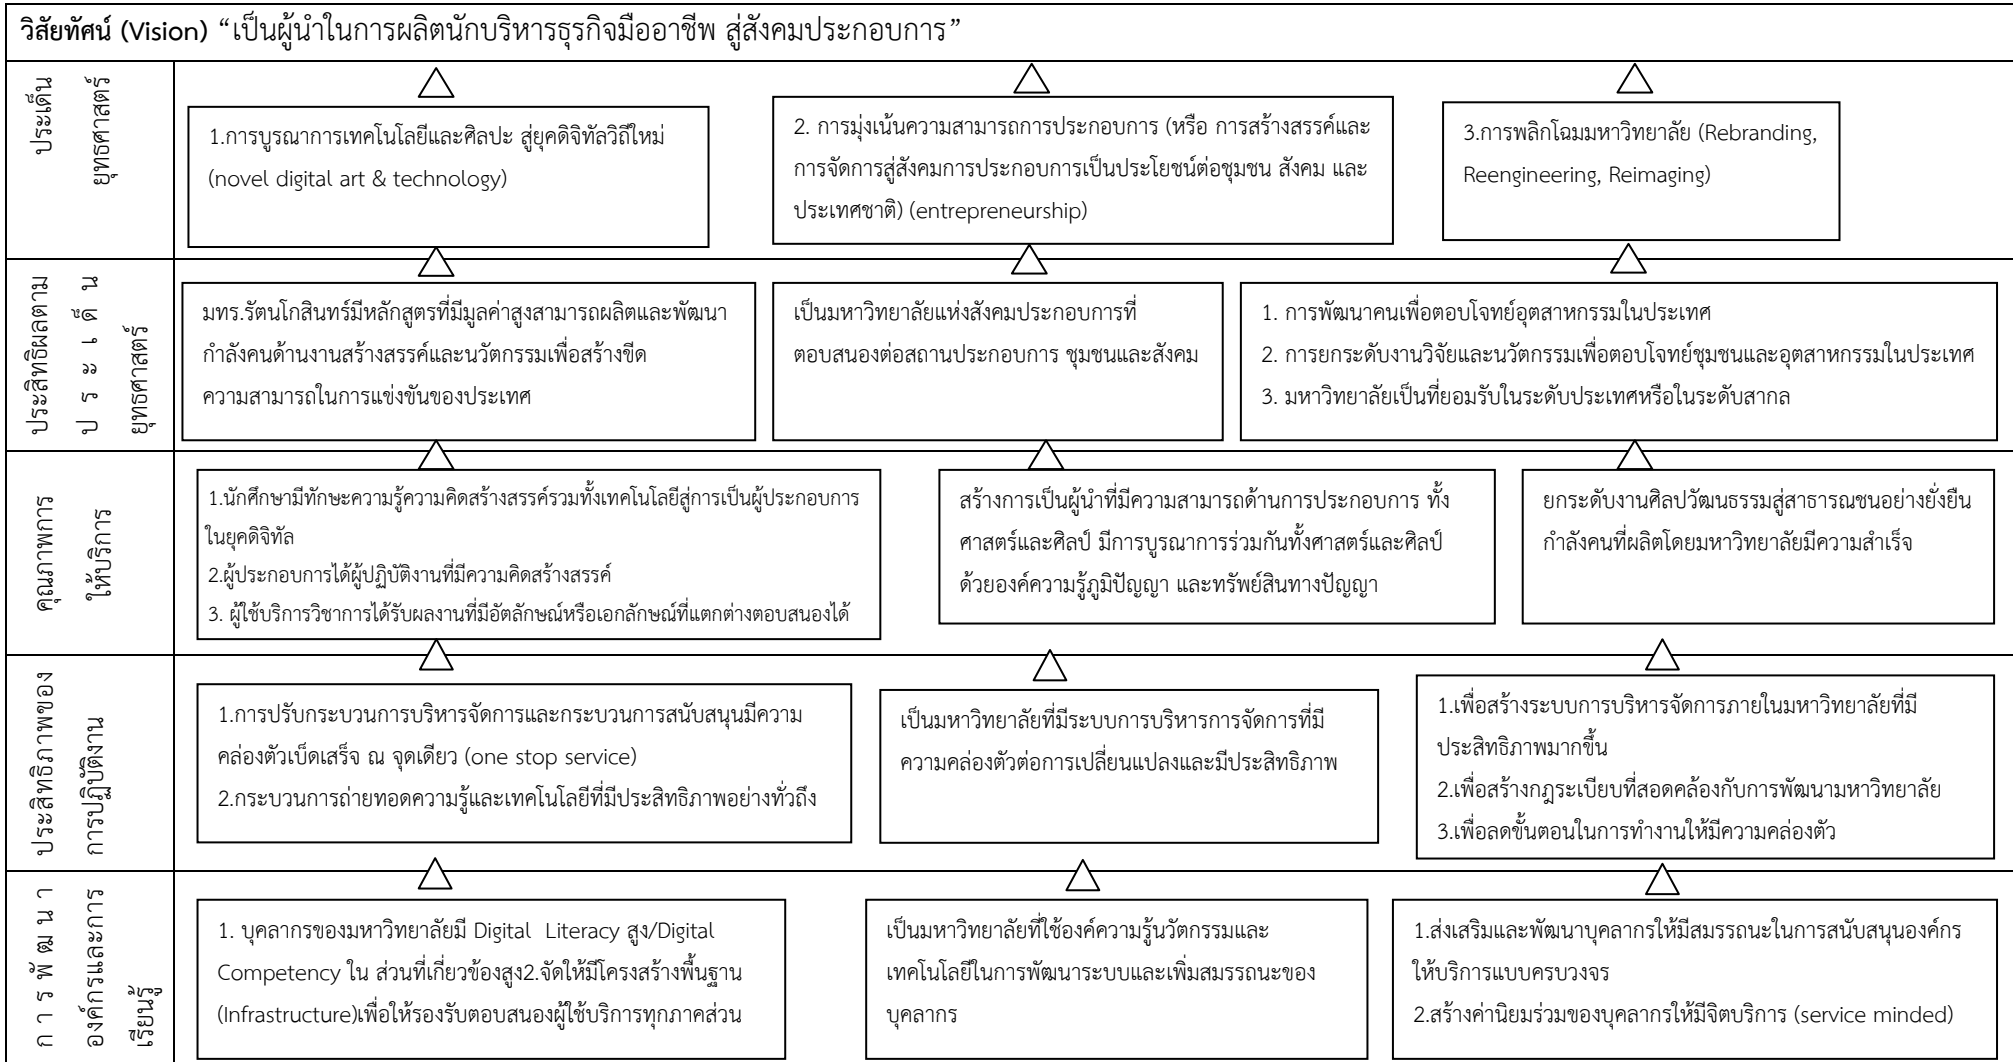 วิสัยทัศน์ (Vision) “เป็นผู้นำในการผลิตนักบริหารธุรกิจมืออาชีพ สู่สังคมประกอบการ”
ประเด็น
ยุทธศาสตร์
1.การบูรณาการเทคโนโลยีและศิลปะ สู่ยุคดิจิทัลวิถีใหม่
(novel digital art & technology)
2. การมุ่งเน้นความสามารถการประกอบการ (หรือ การสร้างสรรค์และ
การจัดการสู่สังคมการประกอบการเป็นประโยชน์ต่อชุมชน สังคม และ
ประเทศชาติ) (entrepreneurship)
3.การพลิกโฉมมหาวิทยาลัย (Rebranding,
Reengineering, Reimaging)
ประสิทธิผลตาม
ประเด็น
ยุทธศาสตร์
มทร.รัตนโกสินทร์มีหลักสูตรที่มีมูลค่าสูงสามารถผลิตและพัฒนา
กำลังคนด้านงานสร้างสรรค์และนวัตกรรมเพื่อสร้างขีด
ความสามารถในการแข่งขันของประเทศ
เป็นมหาวิทยาลัยแห่งสังคมประกอบการที่
ตอบสนองต่อสถานประกอบการ ชุมชนและสังคม
1. การพัฒนาคนเพื่อตอบโจทย์อุตสาหกรรมในประเทศ
2. การยกระดับงานวิจัยและนวัตกรรมเพื่อตอบโจทย์ชุมชนและอุตสาหกรรมในประเทศ
3. มหาวิทยาลัยเป็นที่ยอมรับในระดับประเทศหรือในระดับสากล
คุณภาพการ
ให้บริการ
1.นักศึกษามีทักษะความรู้ความคิดสร้างสรรค์รวมทั้งเทคโนโลยีสู่การเป็นผู้ประกอบการ
ในยุคดิจิทัล
2.ผู้ประกอบการได้ผู้ปฏิบัติงานที่มีความคิดสร้างสรรค์
3. ผู้ใช้บริการวิชาการได้รับผลงานที่มีอัตลักษณ์หรือเอกลักษณ์ที่แตกต่างตอบสนองได้
สร้างการเป็นผู้นำที่มีความสามารถด้านการประกอบการ ทั้ง
ศาสตร์และศิลป์ มีการบูรณาการร่วมกันทั้งศาสตร์และศิลป์
ด้วยองค์ความรู้ภูมิปัญญา และทรัพย์สินทางปัญญา
ยกระดับงานศิลปวัฒนธรรมสู่สาธารณชนอย่างยั่งยืน
กำลังคนที่ผลิตโดยมหาวิทยาลัยมีความสำเร็จ
ประสิทธิภาพของ
การปฏิบัติงาน
1.การปรับกระบวนการบริหารจัดการและกระบวนการสนับสนุนมีความ
คล่องตัวเบ็ดเสร็จ ณ จุดเดียว (one stop service)
2.กระบวนการถ่ายทอดความรู้และเทคโนโลยีที่มีประสิทธิภาพอย่างทั่วถึง
เป็นมหาวิทยาลัยที่มีระบบการบริหารการจัดการที่มี
ความคล่องตัวต่อการเปลี่ยนแปลงและมีประสิทธิภาพ
1.เพื่อสร้างระบบการบริหารจัดการภายในมหาวิทยาลัยที่มี
ประสิทธิภาพมากขึ้น
2.เพื่อสร้างกฎระเบียบที่สอดคล้องกับการพัฒนามหาวิทยาลัย
3.เพื่อลดขั้นตอนในการทำงานให้มีความคล่องตัว
การพัฒนา
องค์กรและการ
เรียนรู้
1. บุคลากรของมหาวิทยาลัยมี Digital Literacy สูง/Digital
Competency ใน ส่วนที่เกี่ยวข้องสูง2.จัดให้มีโครงสร้างพื้นฐาน
(Infrastructure)เพื่อให้รองรับตอบสนองผู้ใช้บริการทุกภาคส่วน
เป็นมหาวิทยาลัยที่ใช้องค์ความรู้นวัตกรรมและ
เทคโนโลยีในการพัฒนาระบบและเพิ่มสมรรถนะของ
บุคลากร
1.ส่งเสริมและพัฒนาบุคลากรให้มีสมรรถนะในการสนับสนุนองค์กร
ให้บริการแบบครบวงจร
2.สร้างค่านิยมร่วมของบุคลากรให้มีจิตบริการ (service minded)